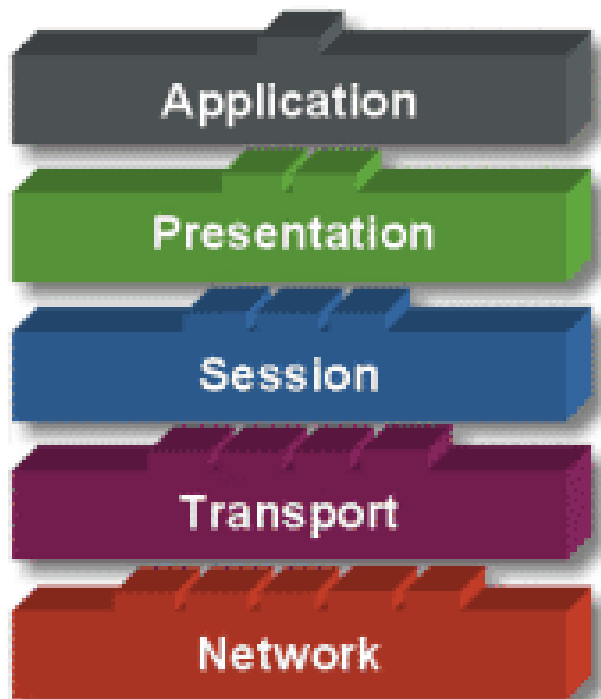 Application
Presentation
Session
Transport
Network